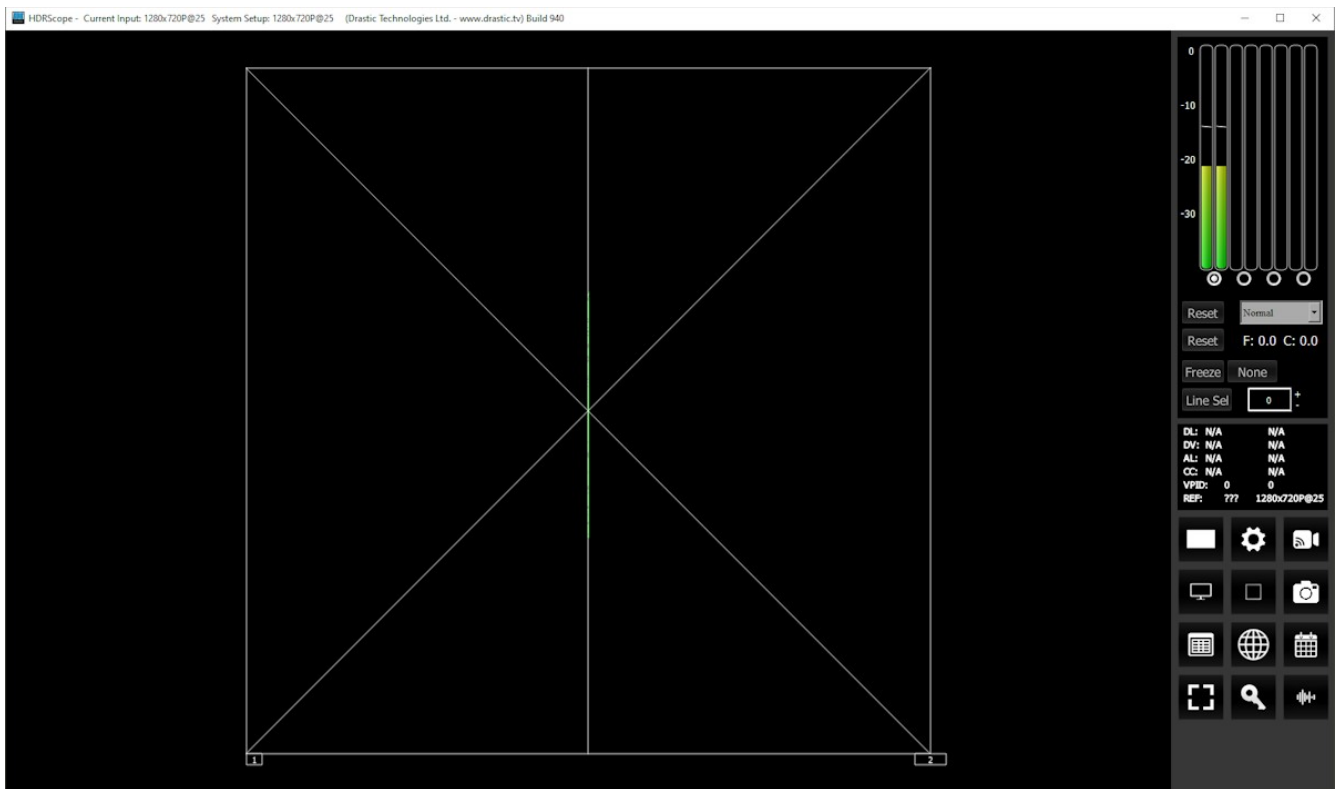 HDRScope - Current Input: 1280x720P@25 System Setup: 1280x720P@25 (Drastic Technologies Ltd. - www.drastic.tv) Build 940
0
-10
-20
-30
Reset Normal
Reset F: 0.0 C: 0.0
Freeze None
Line Sel 0 + -
DL: N/A N/A
DV: N/A N/A
AL: N/A N/A
CC: N/A N/A
VPID: 0 0
REF: ??? 1280x720P@25
1 2